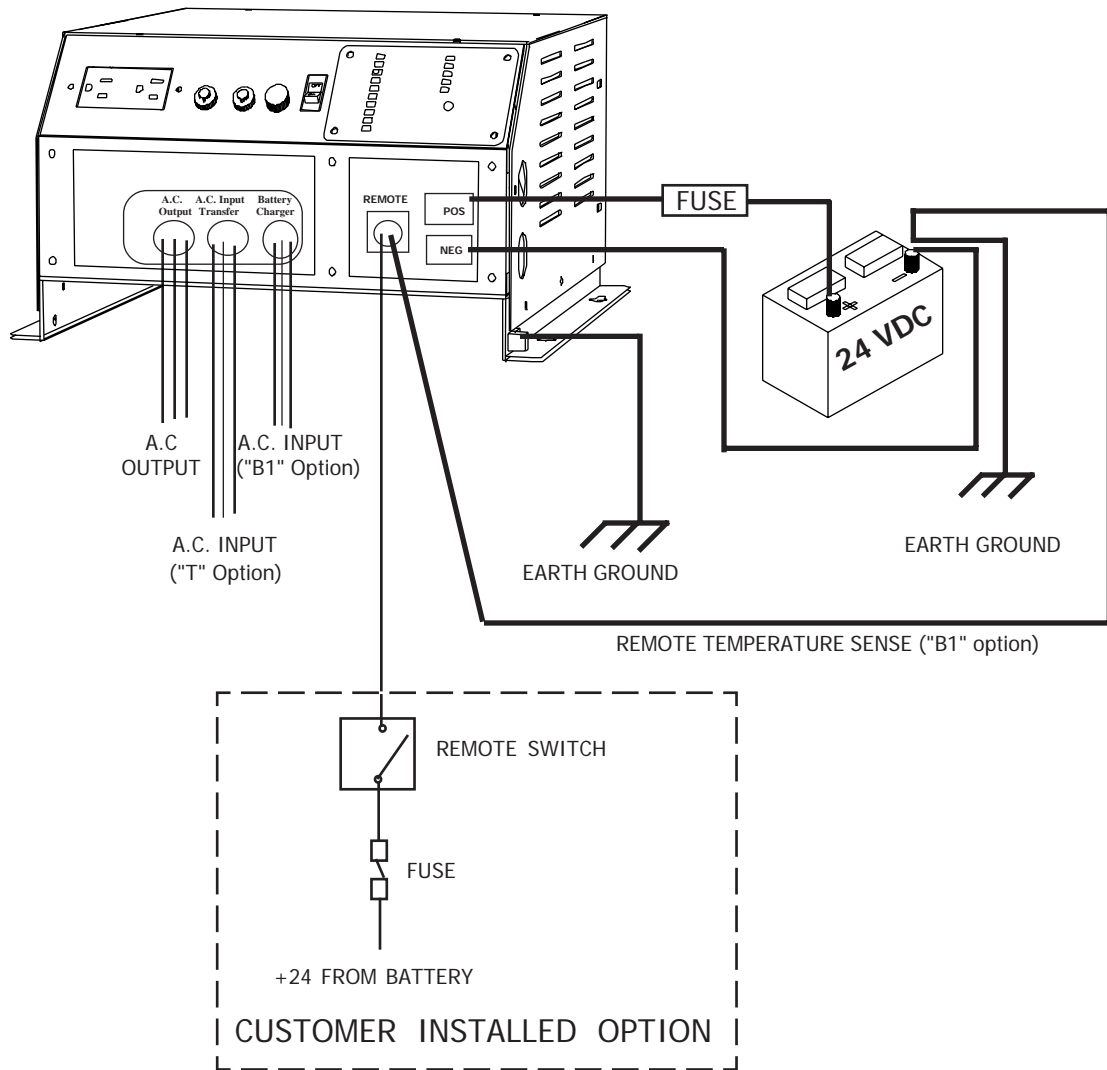 OFF
A.C. Output
A.C. Input Transfer
Battery Charger
REMOTE
POS
NEG
FUSE
+
–
24 VDC
A.C
OUTPUT
A.C. INPUT
("B1" Option)
A.C. INPUT
("T" Option)
EARTH GROUND
EARTH GROUND
REMOTE TEMPERATURE SENSE ("B1" option)
REMOTE SWITCH
FUSE
+24 FROM BATTERY
CUSTOMER INSTALLED OPTION